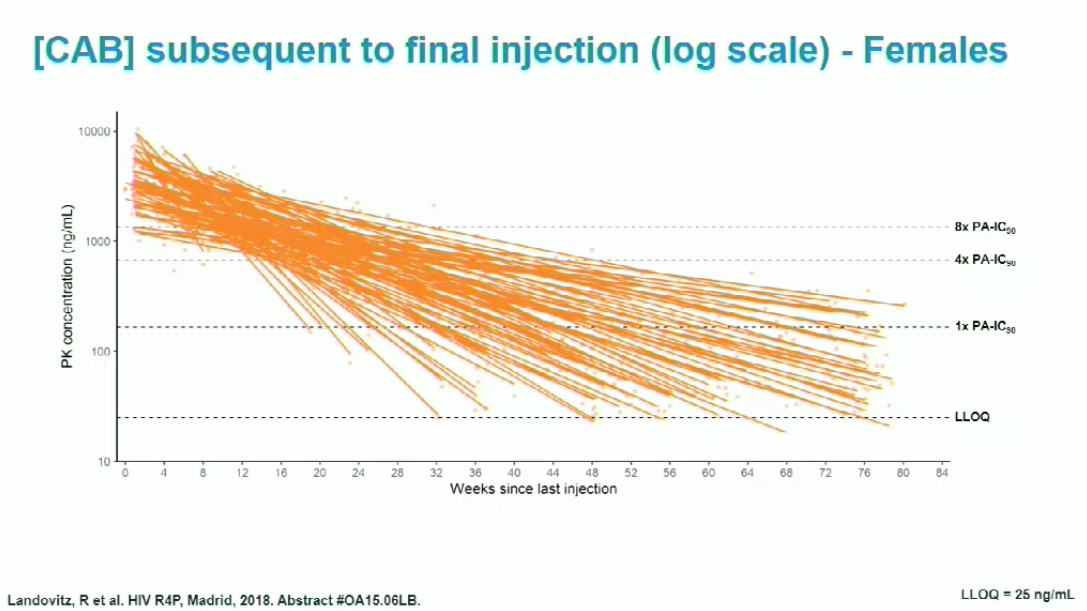 [CAB] subsequent to final injection (log scale) - Females
10000
1000
100
10
PK concentration (ng/mL)
8x PA-IC90
4x PA-IC90
1x PA-IC90
LLOQ
0 4 8 12 16 20 24 28 32 36 40 44 48 52 56 60 64 68 72 76 80 84
Weeks since last injection
LLOQ = 25 ng/mL
Landovitz, R et al. HIV R4P, Madrid, 2018. Abstract #OA15.06LB.